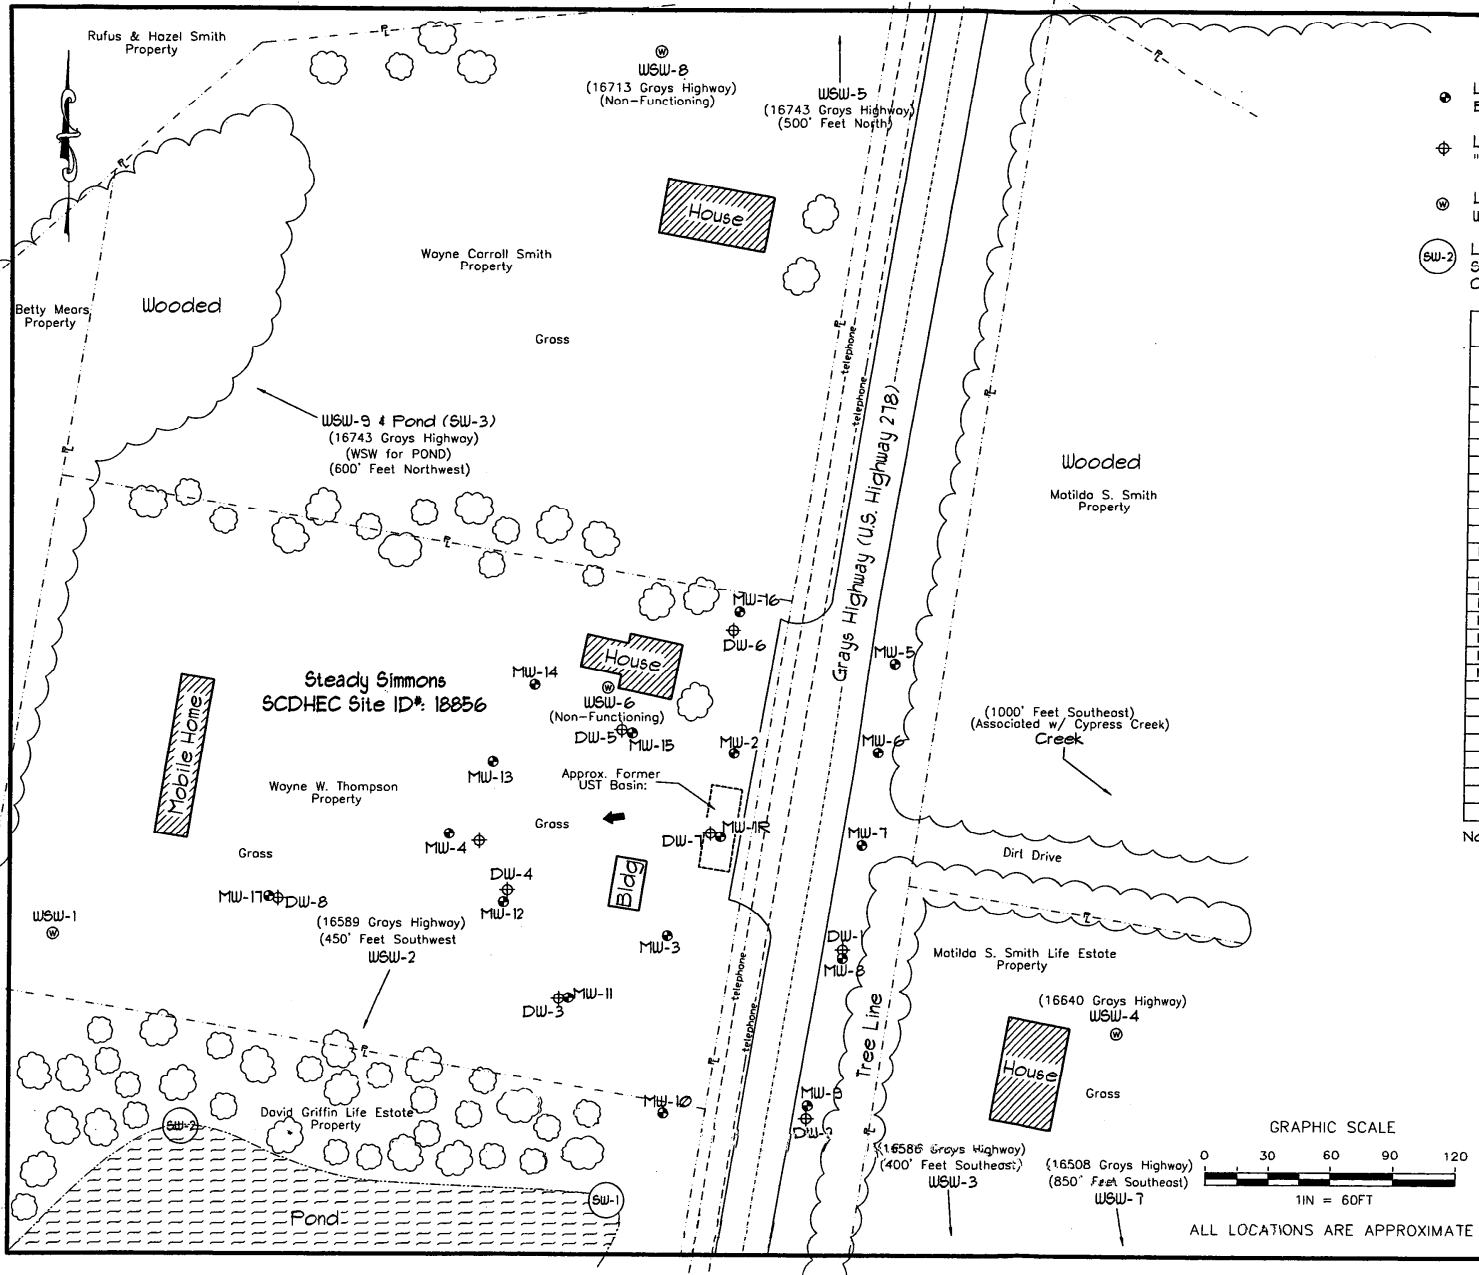 Rufus & Hazel Smith
Property
WSW-8
(16713 Grays Highway)
(Non-Functioning)
WSW-5
(16743 Grays Highway)
(500' Feet North)
House
Wayne Carroll Smith
Property
Betty Mears
Property
Wooded
Grass
WSW-9 & Pond (SW-3)
(16743 Grays Highway)
(WSW for POND)
(600' Feet Northwest)
telephone
telephone
Grays Highway (U.S. Highway 278)
Wooded
Matilda S. Smith
Property
SW-2
MW-16
DW-6
House
MW-14
Steady Simmons
SCDHEC Site ID#: 18856
WSW-6
(Non-Functioning)
DW-5
MW-15
MW-2
MW-5
MW-6
(1000' Feet Southeast)
(Associated w/ Cypress Creek)
Creek
Mobile Home
MW-13
Approx. Former
UST Basin:
Wayne W. Thompson
Property
Grass
DW-7
MW-1R
MW-7
MW-4
Grass
Dirt Drive
Bldg
DW-4
MW-12
MW-17
DW-8
WSW-1
(16589 Grays Highway)
(450' Feet Southwest
WSW-2
MW-3
DW-1
MW-8
Matilda S. Smith Life Estate
Property
telephone
telephone
MW-11
DW-3
Tree Line
(16640 Grays Highway)
WSW-4
House
Grass
MW-10
David Griffin Life Estate
Property
SW-2
SW-1
Pond
(16586 Grays Highway)
(400' Feet Southeast)
WSW-3
(16508 Grays Highway)
(850' Feet Southeast)
WSW-7
GRAPHIC SCALE
0 30 60 90 120
1IN = 60FT
ALL LOCATIONS ARE APPROXIMATE